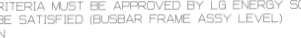 RITERIA MUST BE APPROVED BY LG ENERGY SO
BE SATISFIED (BUSBAR FRAME ASSY LEVEL)
N